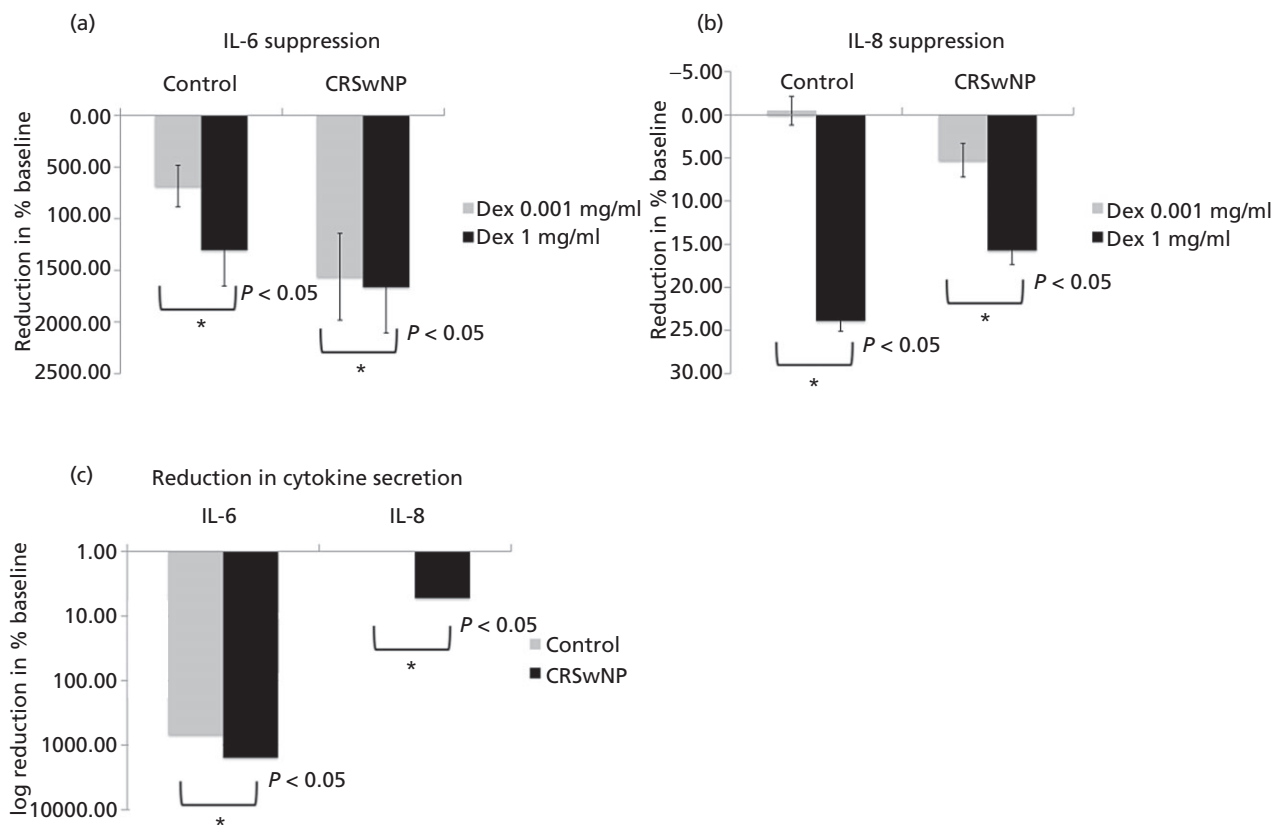 (a)
IL-6 suppression
Control CRSwNP
Reduction in % baseline
0.00
500.00
100.00
1500.00
2000.00
2500.00
P < 0.05
*
P < 0.05
*
Dex 0.001 mg/ml
Dex 1 mg/ml
(b)
IL-8 suppression
Control CRSwNP
Reduction in % baseline
−5.00
0.00
5.00
10.00
15.00
20.00
25.00
30.00
P < 0.05
*
P < 0.05
*
Dex 0.001 mg/ml
Dex 1 mg/ml
(c)
Reduction in cytokine secretion
IL-6 IL-8
log reduction in % baseline
1.00
10.00
100.00
1000.00
10000.00
P < 0.05
*
P < 0.05
*
Control
CRSwNP